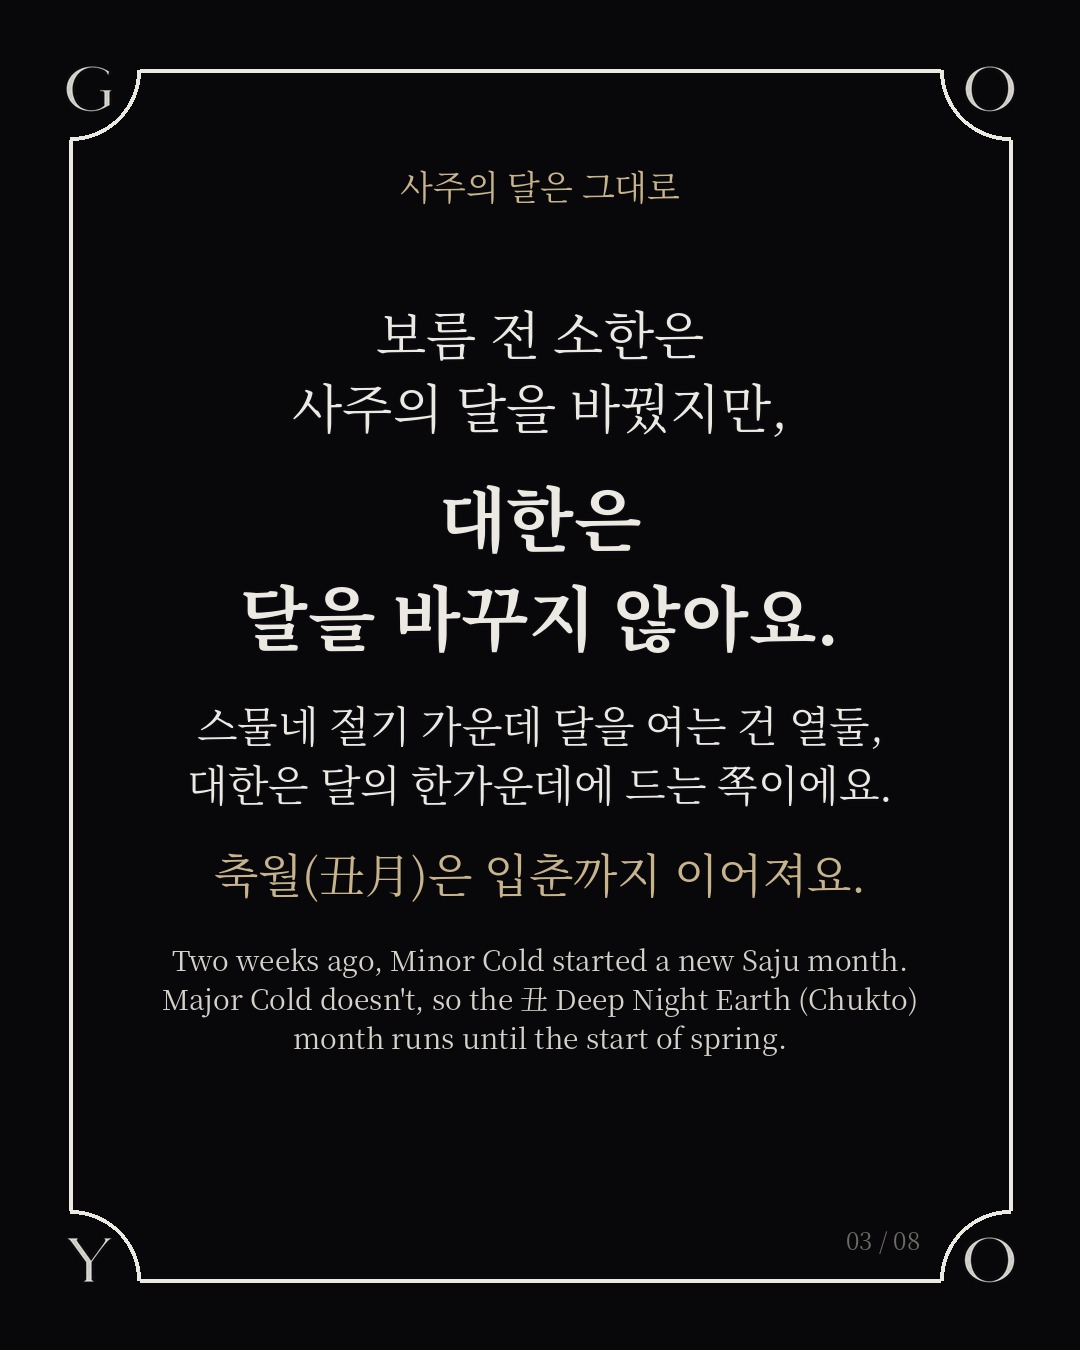 G O
사주의 달은 그대로
보름 전 소한은
사주의 달을 바꿨지만,
대한은
달을 바꾸지 않아요.
스물네 절기 가운데 달을 여는 건 열둘,
대한은 달의 한가운데에 드는 쪽이에요.
축월(丑月)은 입춘까지 이어져요.
Two weeks ago, Minor Cold started a new Saju month.
Major Cold doesn't, so the 丑 Deep Night Earth (Chukto)
month runs until the start of spring.
03 / 08
Y O